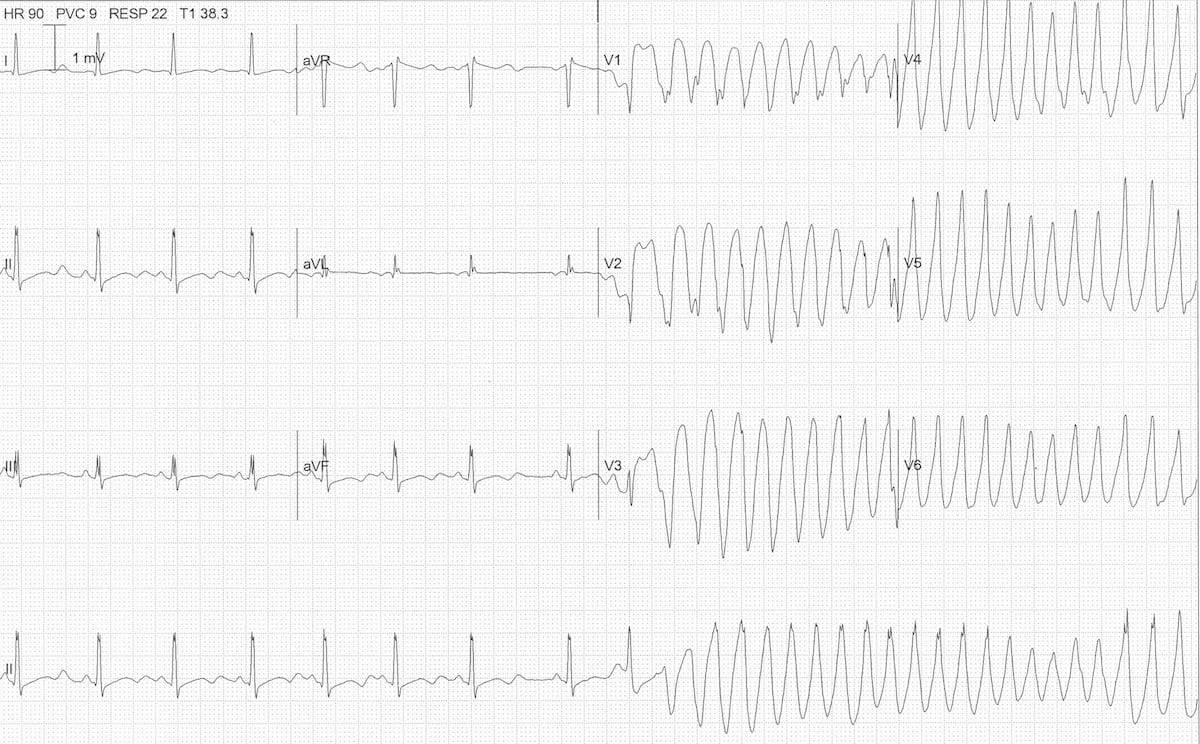 HR 90 PVC 9 RESP 22 T1 38.3
1 mV
I aVR V1 V4
II aVL V2 V5
III aVF V3 V6
II